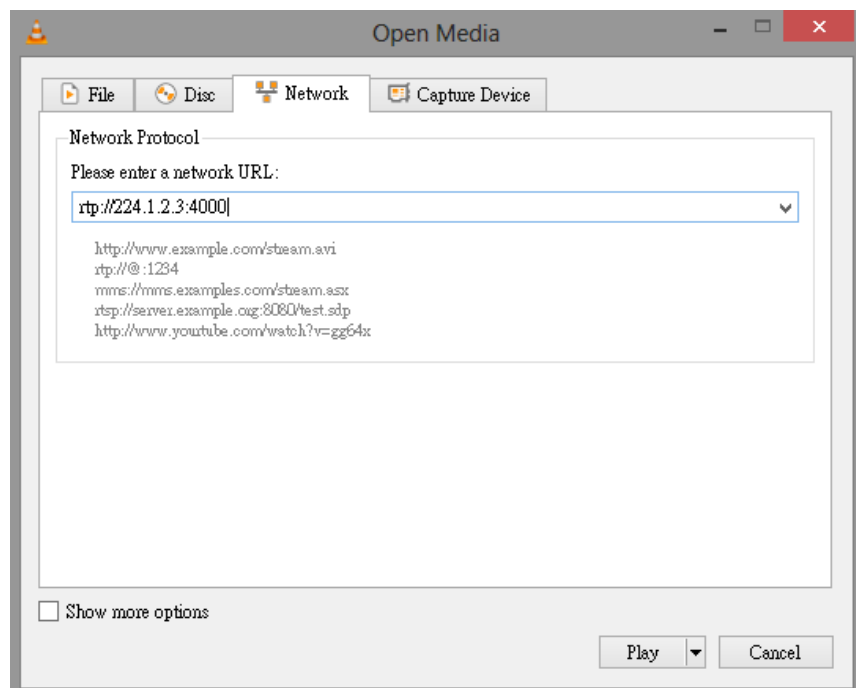 Open Media
File Disc Network Capture Device
Network Protocol
Please enter a network URL:
rtp://224.1.2.3:4000
http://www.example.com/stream.avi
rtp://@:1234
mms://mms.examples.com/stream.asx
rtsp://server.example.org:8080/test.sdp
http://www.yourtube.com/watch?v=gg64x
Show more options
Play Cancel